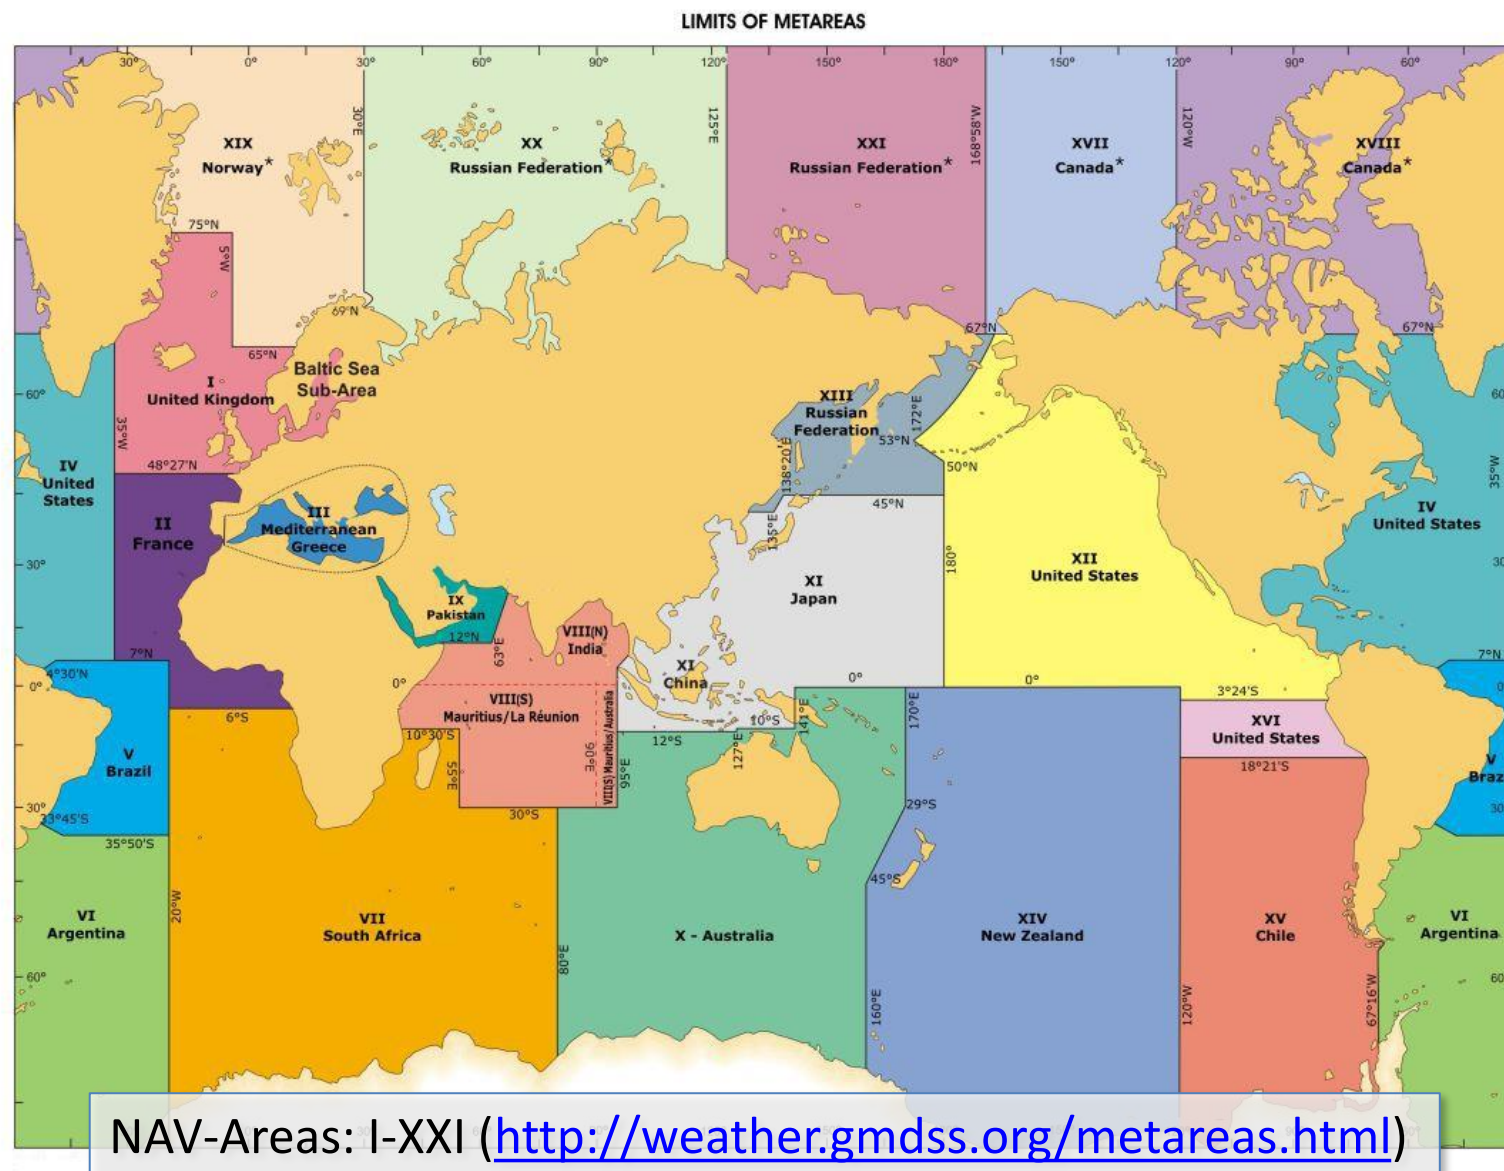 LIMITS OF METAREAS
30° 0° 30° 60° 90° 120° 150° 180° 150° 120° 90° 60°
30°E
125°E
168°58'W
120°W
XIX
Norway*
XX
Russian Federation*
XXI
Russian Federation*
XVII
Canada*
XVIII
Canada*
75°N
5°W
69°N
65°N
67°N
67°N
Baltic Sea
Sub-Area
I
United Kingdom
60°
60
35°W
48°27'N
XIII
Russian
Federation
172°E
53°N
138°20'E
50°N
45°N
135°E
IV
United
States
II
France
III
Mediterranean
Greece
35°W
IV
United States
30°
30
180°
XII
United States
XI
Japan
IX
Pakistan
12°N
63°E
VIII(N)
India
7°N
7°N
4°30'N
0°
0°
XI
China
0°
0°
0
3°24'S
VIII(S)
Mauritius/La Réunion
VIII(S) Mauritius/Australia
6°S
10°30'S
55°E
90°E
95°E
12°S
10°S
127°E
141°E
170°E
XVI
United States
18°21'S
V
Brazil
V
Braz
30°
30
33°45'S
35°50'S
30°S
29°S
45°S
20°W
VI
Argentina
VII
South Africa
X - Australia
XIV
New Zealand
XV
Chile
VI
Argentina
80°E
160°E
120°W
67°16'W
60°
60
NAV-Areas: I-XXI (http://weather.gmdss.org/metareas.html)